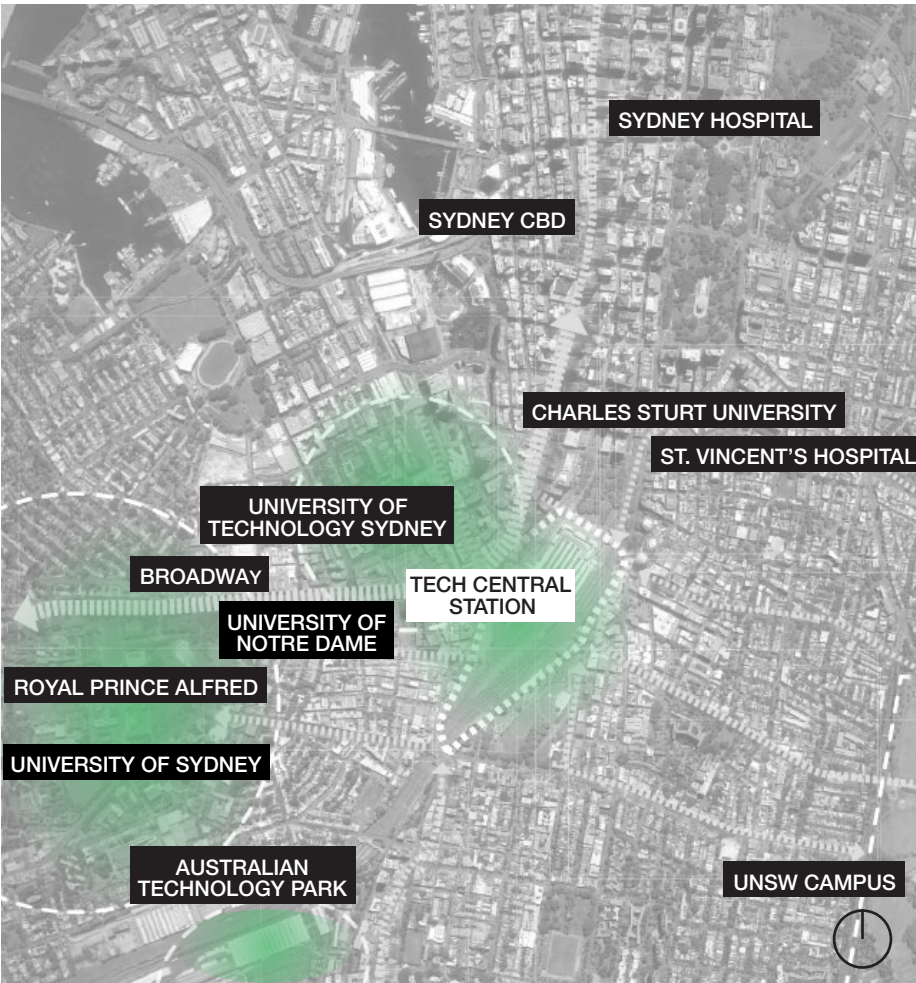 SYDNEY HOSPITAL
SYDNEY CBD
CHARLES STURT UNIVERSITY
ST. VINCENT'S HOSPITAL
UNIVERSITY OF
TECHNOLOGY SYDNEY
BROADWAY
TECH CENTRAL
STATION
UNIVERSITY OF
NOTRE DAME
ROYAL PRINCE ALFRED
UNIVERSITY OF SYDNEY
AUSTRALIAN
TECHNOLOGY PARK
UNSW CAMPUS